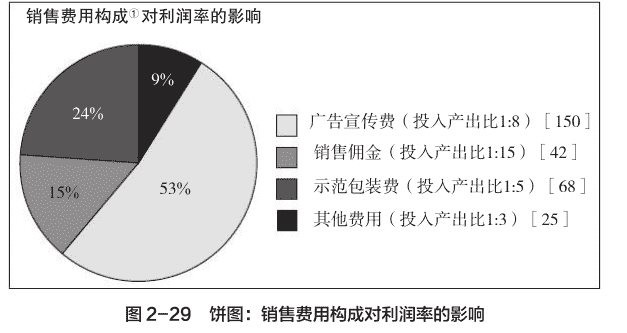 销售费用构成①对利润率的影响
9%
24%
15%
53%
广告宣传费（投入产出比1:8）［150］
销售佣金（投入产出比1:15）［42］
示范包装费（投入产出比1:5）［68］
其他费用（投入产出比1:3）［25］
图2-29 饼图：销售费用构成对利润率的影响